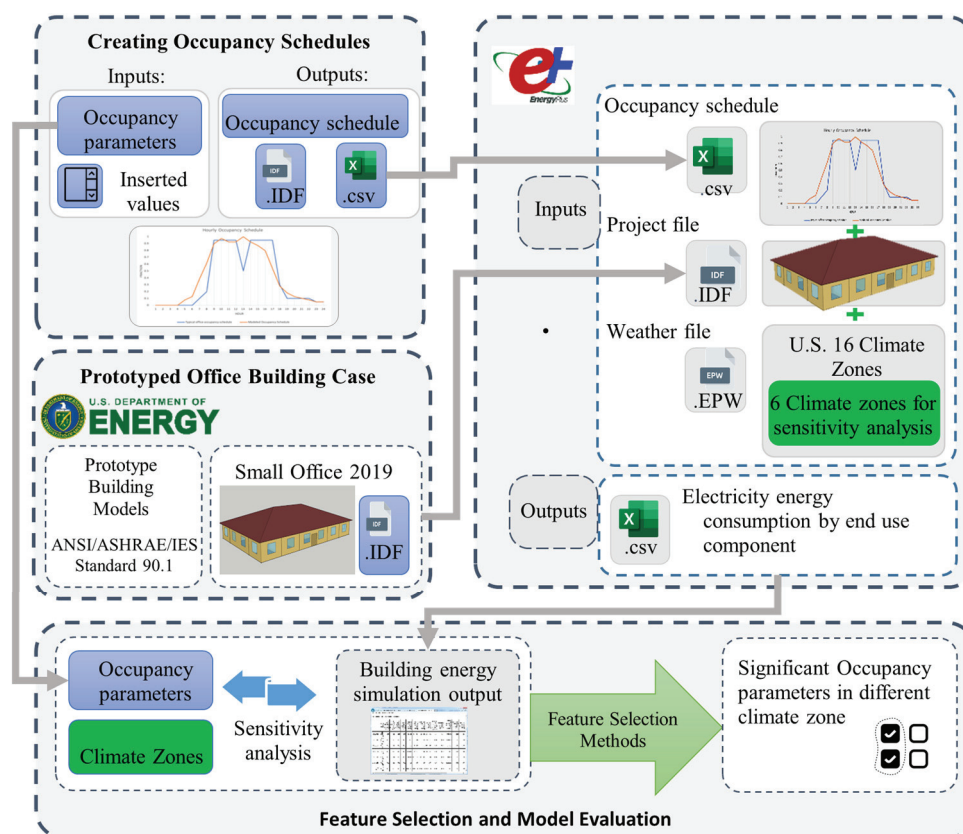 Creating Occupancy Schedules
Inputs:
Outputs:
Occupancy
parameters
Inserted
values
Occupancy schedule
IDF
.IDF
.csv
Hourly Occupancy Schedule
Prototyped Office Building Case
U.S. DEPARTMENT OF
ENERGY
Prototype
Building
Models
ANSI/ASHRAE/IES
Standard 90.1
Small Office 2019
IDF
.IDF
e+
EnergyPlus
Inputs
Occupancy schedule
.csv
Hourly Occupancy Schedule
Project file
IDF
.IDF
Weather file
EPW
.EPW
U.S. 16 Climate
Zones
6 Climate zones for
sensitivity analysis
Outputs
.csv
Electricity energy
consumption by end use
component
Occupancy
parameters
Climate Zones
Sensitivity
analysis
Building energy
simulation output
Feature Selection
Methods
Significant Occupancy
parameters in different
climate zone
Feature Selection and Model Evaluation